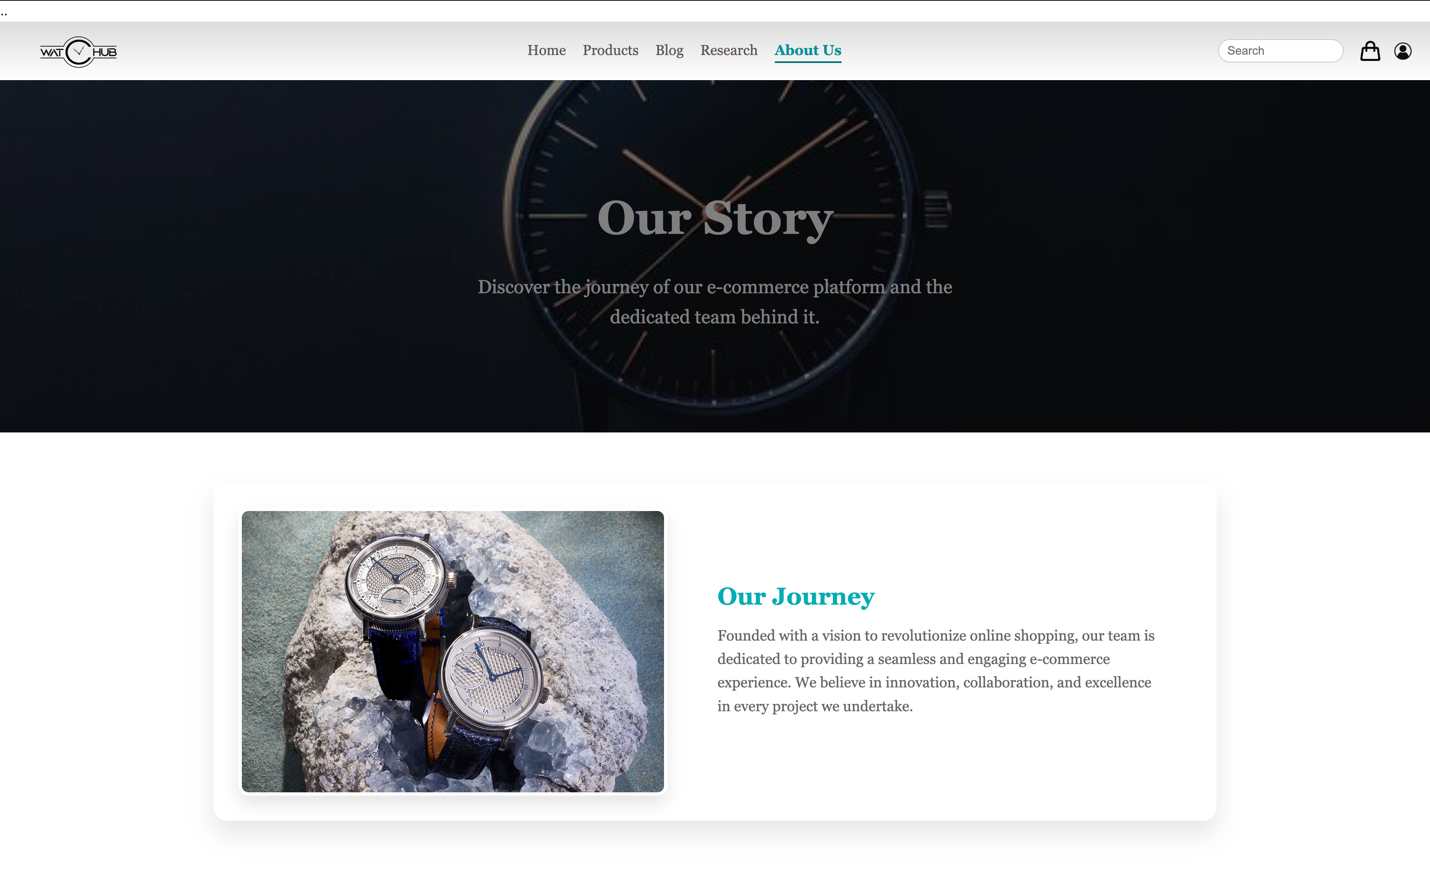 ..
WATCHUB
Home Products Blog Research About Us
Search
Our Story
Discover the journey of our e-commerce platform and the
dedicated team behind it.
Our Journey
Founded with a vision to revolutionize online shopping, our team is
dedicated to providing a seamless and engaging e-commerce
experience. We believe in innovation, collaboration, and excellence
in every project we undertake.